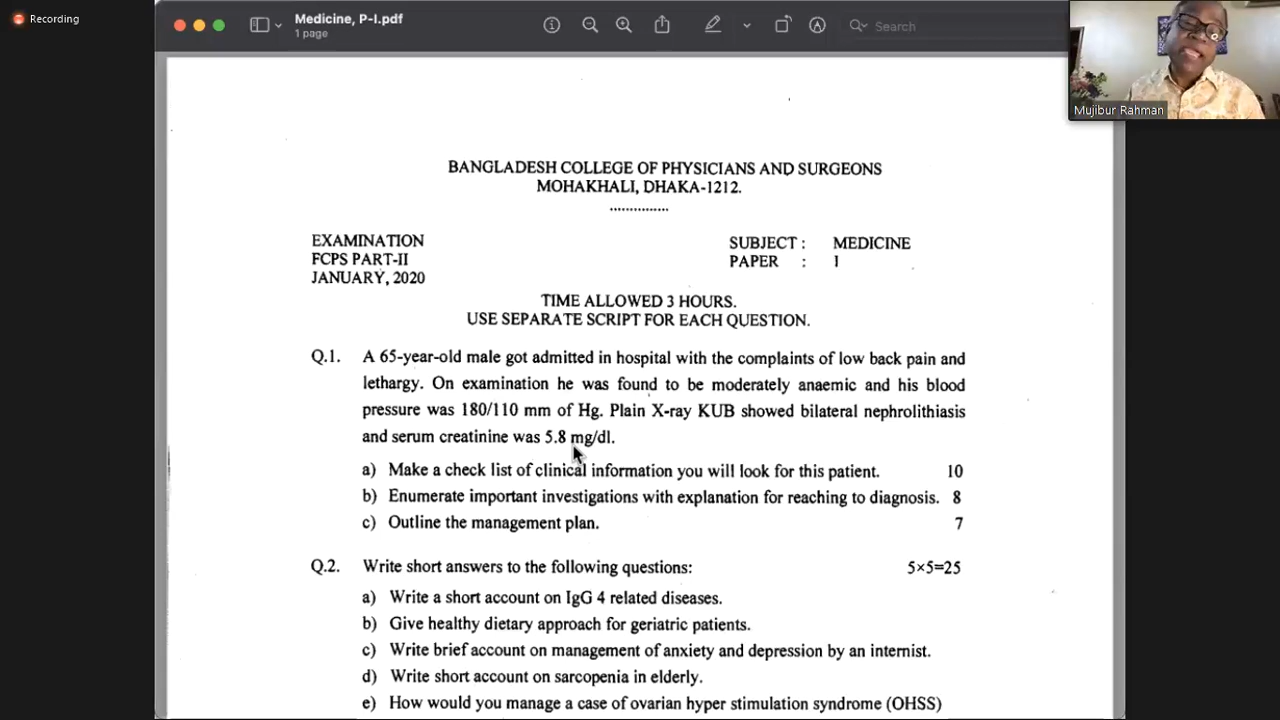 Recording
Medicine, P-I.pdf
1 page
Search
Mujibur Rahman
BANGLADESH COLLEGE OF PHYSICIANS AND SURGEONS
MOHAKHALI, DHAKA-1212.
...............
EXAMINATION
FCPS PART-II
JANUARY, 2020
SUBJECT : MEDICINE
PAPER : I
TIME ALLOWED 3 HOURS.
USE SEPARATE SCRIPT FOR EACH QUESTION.
Q.1. A 65-year-old male got admitted in hospital with the complaints of low back pain and
lethargy. On examination he was found to be moderately anaemic and his blood
pressure was 180/110 mm of Hg. Plain X-ray KUB showed bilateral nephrolithiasis
and serum creatinine was 5.8 mg/dl.
a) Make a check list of clinical information you will look for this patient. 10
b) Enumerate important investigations with explanation for reaching to diagnosis. 8
c) Outline the management plan. 7
Q.2. Write short answers to the following questions: 5×5=25
a) Write a short account on IgG 4 related diseases.
b) Give healthy dietary approach for geriatric patients.
c) Write brief account on management of anxiety and depression by an internist.
d) Write short account on sarcopenia in elderly.
e) How would you manage a case of ovarian hyper stimulation syndrome (OHSS)